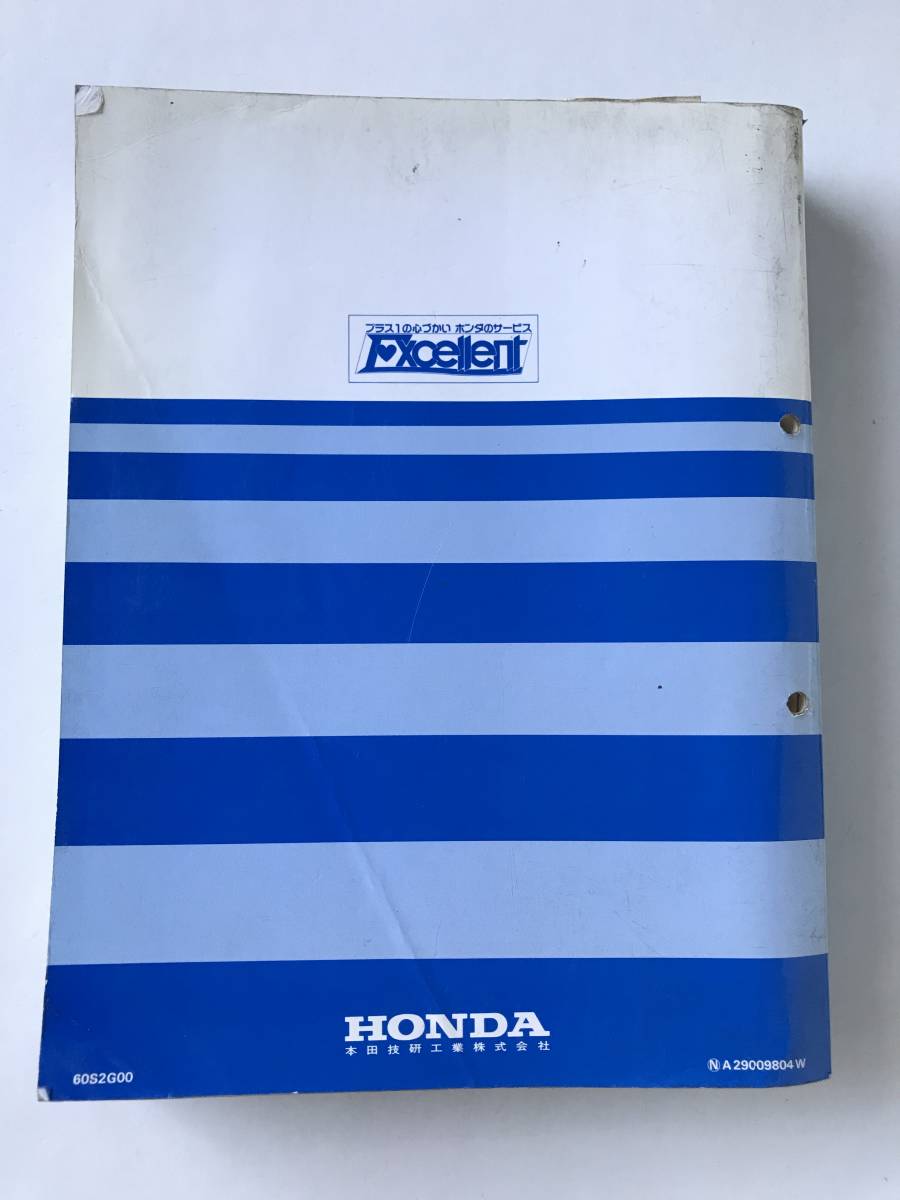 プラス1の心づかい ホンダのサービス
Excellent
HONDA
本田技研工業株式会社
60S2G00
Ⓝ A 29009804 W